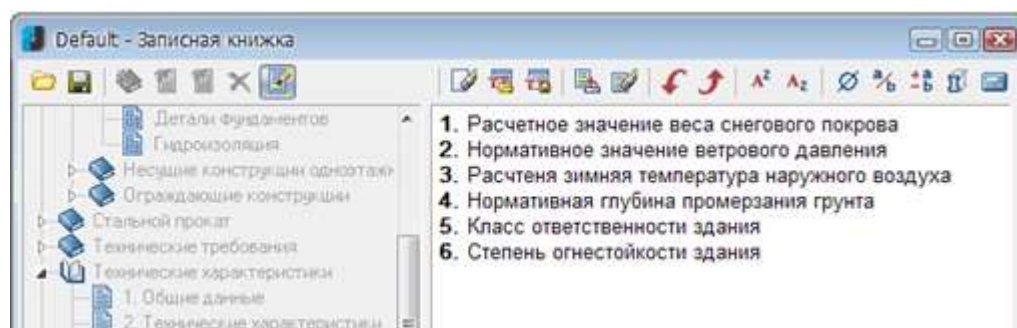 Default - Записная книжка
Детали фундаментов
Гидроизоляция
Несущие конструкции одноэтаж
Ограждающие конструкции
Стальной прокат
Технические требования
Технические характеристики
1. Общие данные
2. Технические характеристики
1. Расчетное значение веса снегового покрова
2. Нормативное значение ветрового давления
3. Расчтеня зимняя температура наружного воздуха
4. Нормативная глубина промерзания грунта
5. Класс ответственности здания
6. Степень огнестойкости здания